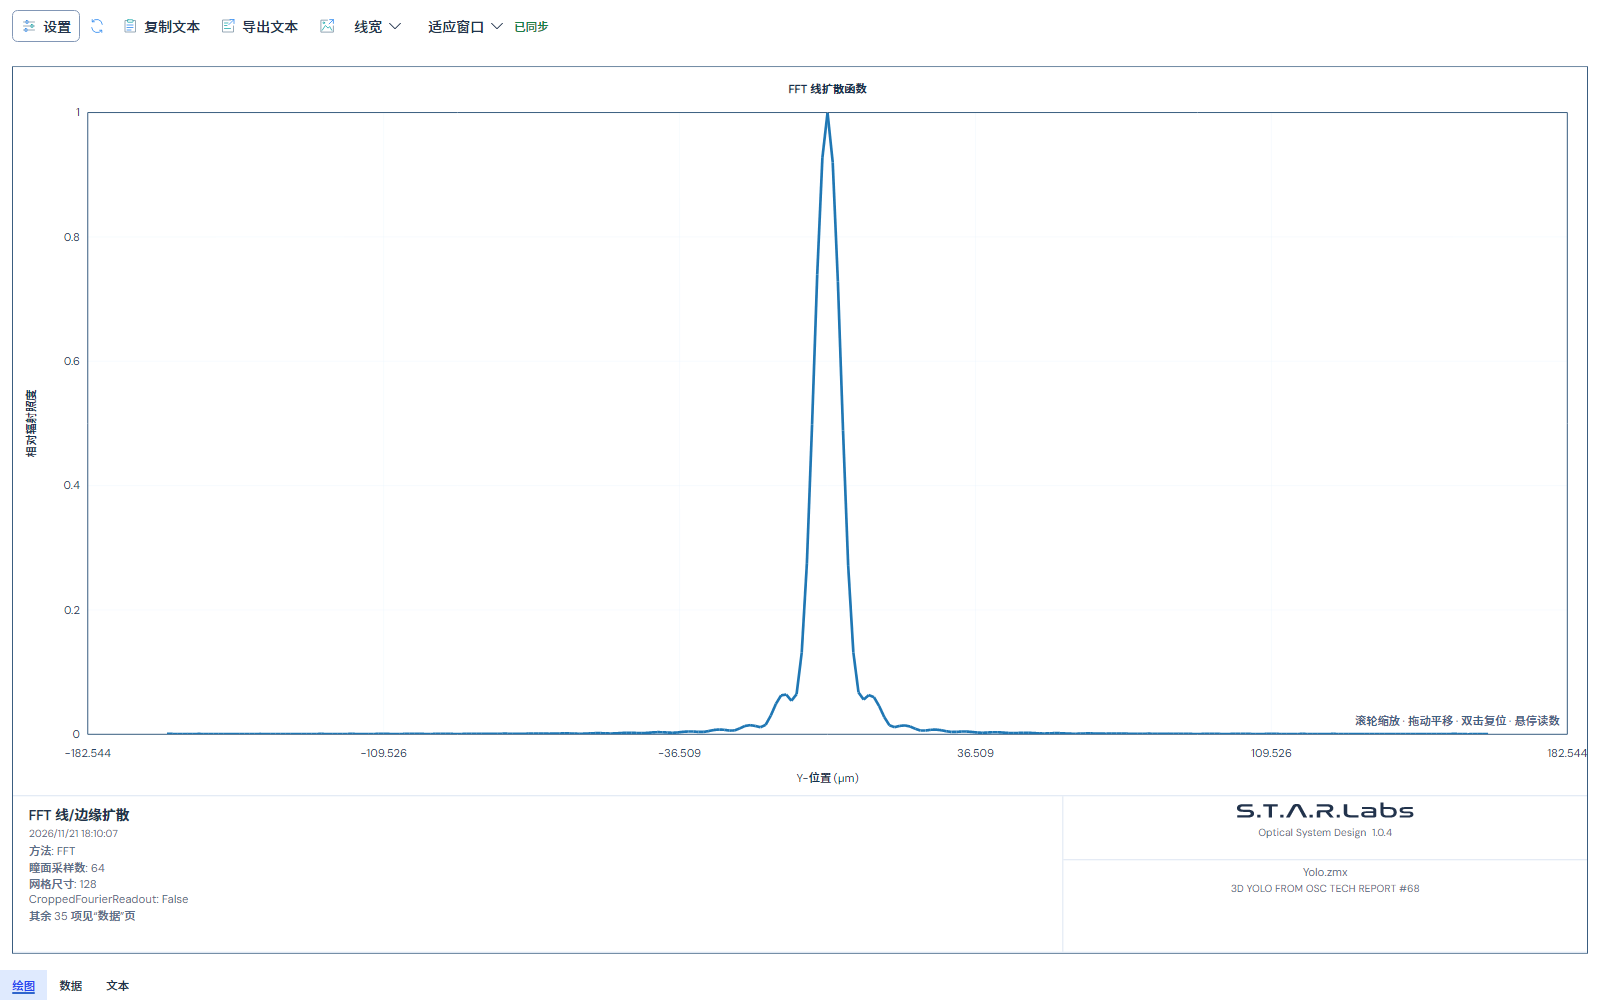 设置 复制文本 导出文本 线宽 适应窗口 已同步
FFT 线扩散函数
1
0.8
0.6
0.4
0.2
0
相对辐射照度
滚轮缩放 · 拖动平移 · 双击复位 · 悬停读数
-182.544 -109.526 -36.509 36.509 109.526 182.544
Y-位置 (μm)
FFT 线/边缘扩散
2026/11/21 18:10:07
方法: FFT
瞳面采样数: 64
网格尺寸: 128
CroppedFourierReadout: False
其余 35 项见“数据”页
S.T.A.R.Labs
Optical System Design 1.0.4
Yolo.zmx
3D YOLO FROM OSC TECH REPORT #68
绘图 数据 文本